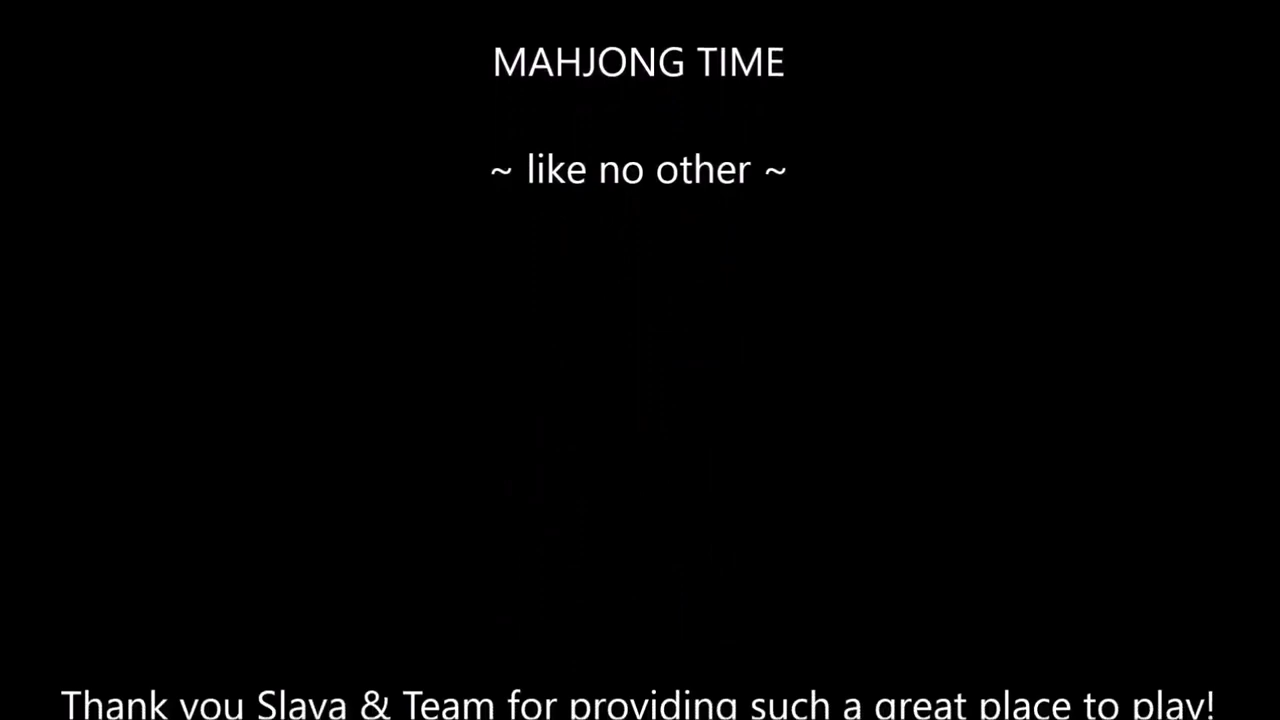 MAHJONG TIME
~ like no other ~
Thank you Slava & Team for providing such a great place to play!